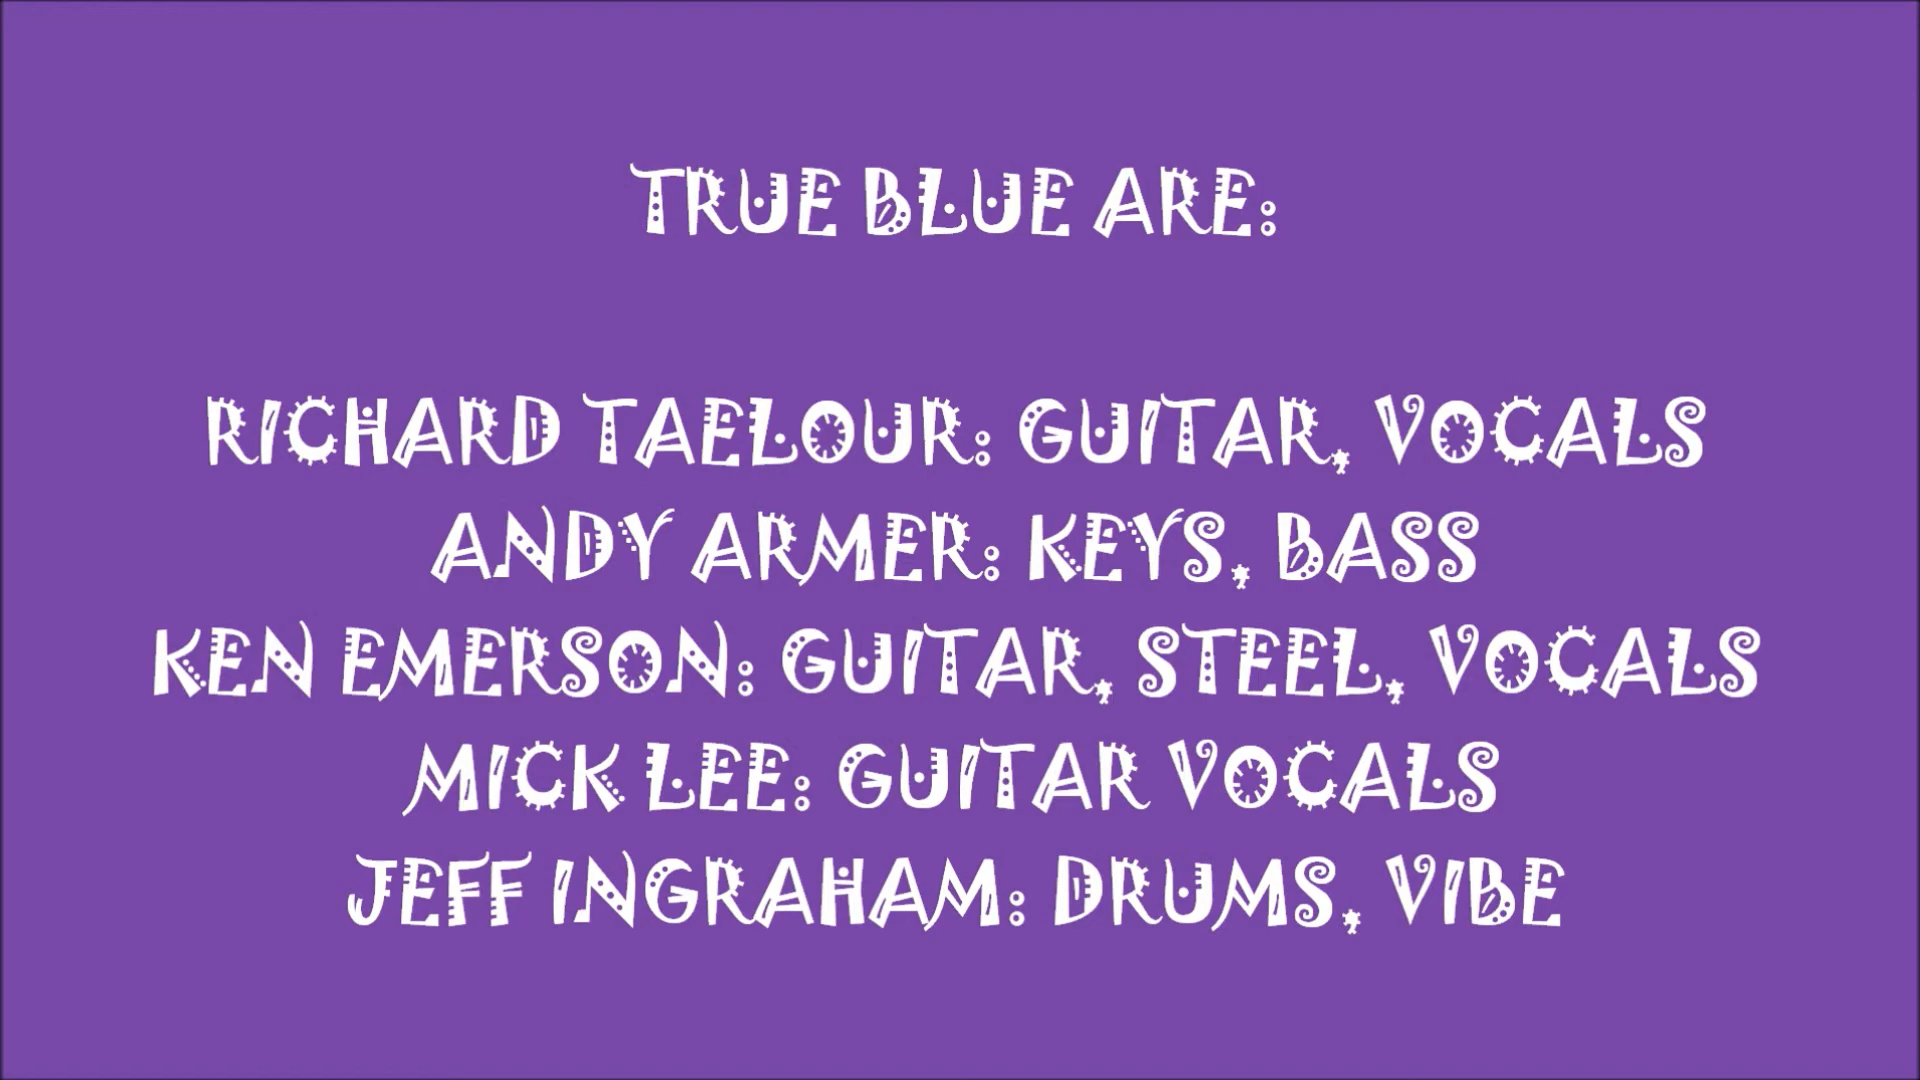 TRUE BLUE ARE:
RICHARD TAELOUR: GUITAR, VOCALS
ANDY ARMER: KEYS, BASS
KEN EMERSON: GUITAR, STEEL, VOCALS
MICK LEE: GUITAR VOCALS
JEFF INGRAHAM: DRUMS, VIBE